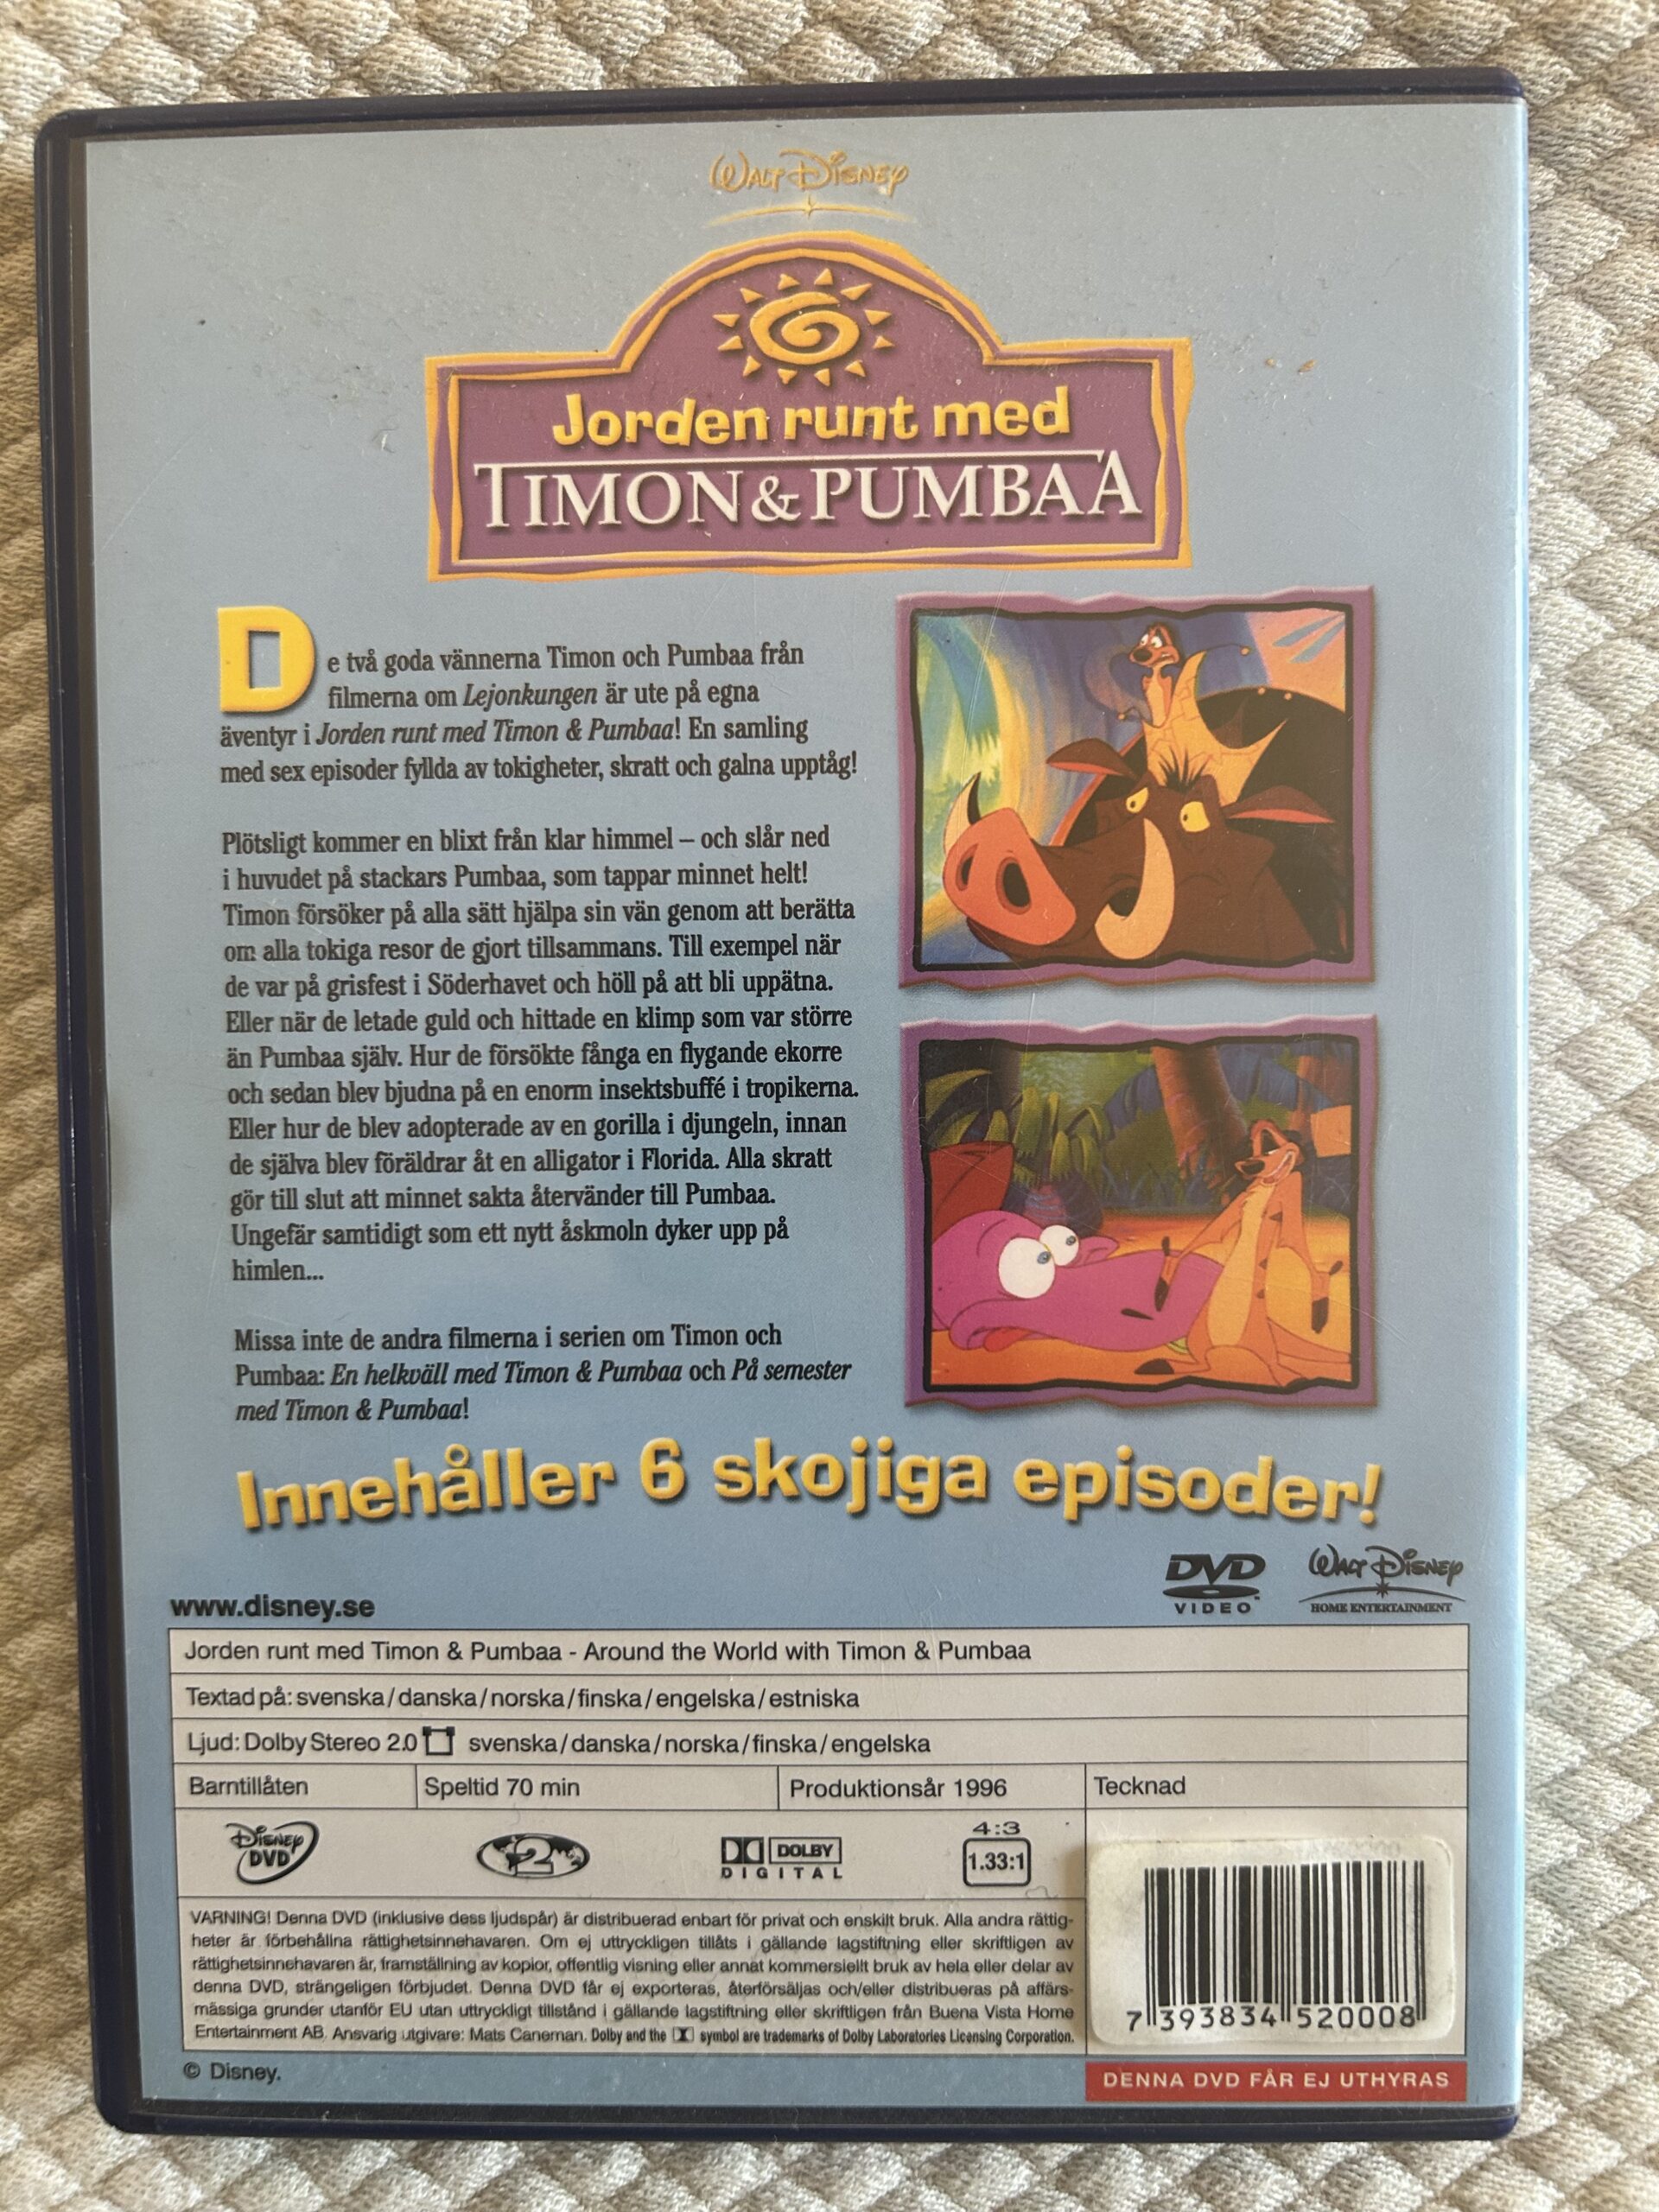 Walt Disney
Jorden runt med
TIMON & PUMBAA
De två goda vännerna Timon och Pumbaa från
filmerna om Lejonkungen är ute på egna
äventyr i Jorden runt med Timon & Pumbaa! En samling
med sex episoder fyllda av tokigheter, skratt och galna upptåg!
Plötsligt kommer en blixt från klar himmel – och slår ned
i huvudet på stackars Pumbaa, som tappar minnet helt!
Timon försöker på alla sätt hjälpa sin vän genom att berätta
om alla tokiga resor de gjort tillsammans. Till exempel när
de var på grisfest i Söderhavet och höll på att bli uppätna.
Eller när de letade guld och hittade en klimp som var större
än Pumbaa själv. Hur de försökte fånga en flygande ekorre
och sedan blev bjudna på en enorm insektsbuffé i tropikerna.
Eller hur de blev adopterade av en gorilla i djungeln, innan
de själva blev föräldrar åt en alligator i Florida. Alla skratt
gör till slut att minnet sakta återvänder till Pumbaa.
Ungefär samtidigt som ett nytt åskmoln dyker upp på
himlen...
Missa inte de andra filmerna i serien om Timon och
Pumbaa: En helkväll med Timon & Pumbaa och På semester
med Timon & Pumbaa!
Innehåller 6 skojiga episoder!
DVD
VIDEO
Walt Disney
HOME ENTERTAINMENT
www.disney.se
Jorden runt med Timon & Pumbaa - Around the World with Timon & Pumbaa
Textad på: svenska/danska/norska/finska/engelska/estniska
Ljud: Dolby Stereo 2.0 svenska/danska/norska/finska/engelska
Barntillåten Speltid 70 min Produktionsår 1996 Tecknad
Disney DVD
2
DOLBY
DIGITAL
4:3
1.33:1
VARNING! Denna DVD (inklusive dess ljudspår) är distribuerad enbart för privat och enskilt bruk. Alla andra rättig-
heter är förbehållna rättighetsinnehavaren. Om ej uttryckligen tillåts i gällande lagstiftning eller skriftligen av
rättighetsinnehavaren är, framställning av kopior, offentlig visning eller annat kommersiellt bruk av hela eller delar av
denna DVD, strängeligen förbjudet. Denna DVD får ej exporteras, återförsäljas och/eller distribueras på affärs-
mässiga grunder utanför EU utan uttryckligt tillstånd i gällande lagstiftning eller skriftligen från Buena Vista Home
Entertainment AB. Ansvarig utgivare: Mats Caneman. Dolby and the symbol are trademarks of Dolby Laboratories Licensing Corporation.
7 393834 520008
© Disney.
DENNA DVD FÅR EJ UTHYRAS